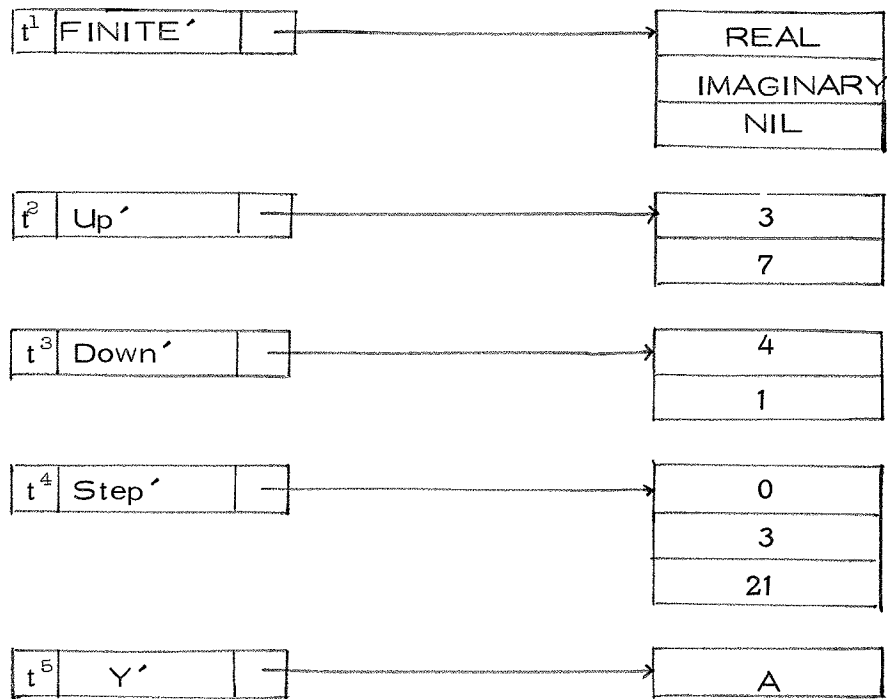 t¹ FINITE′ REAL
IMAGINARY
NIL
t² Up′ 3
7
t³ Down′ 4
1
t⁴ Step′ 0
3
21
t⁵ Y′ A